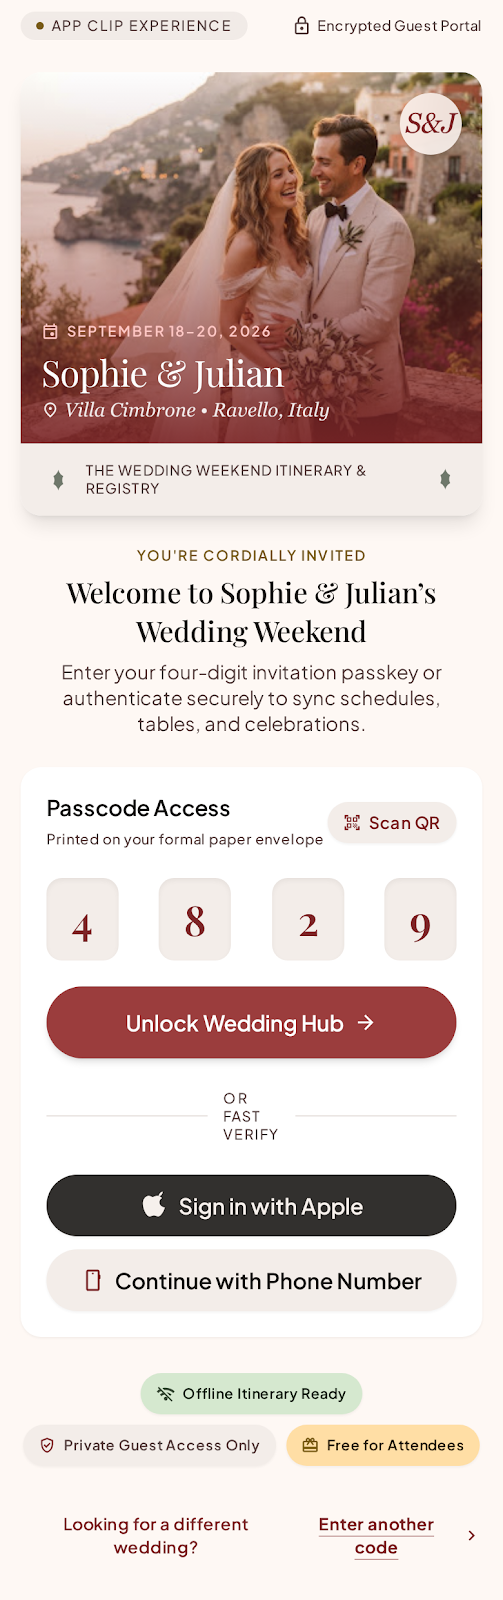 APP CLIP EXPERIENCE
Encrypted Guest Portal
S&J
SEPTEMBER 18–20, 2026
Sophie & Julian
Villa Cimbrone • Ravello, Italy
THE WEDDING WEEKEND ITINERARY &
REGISTRY
YOU'RE CORDIALLY INVITED
Welcome to Sophie & Julian’s
Wedding Weekend
Enter your four-digit invitation passkey or
authenticate securely to sync schedules,
tables, and celebrations.
Passcode Access
Printed on your formal paper envelope
Scan QR
4 8 2 9
Unlock Wedding Hub
OR
FAST
VERIFY
Sign in with Apple
Continue with Phone Number
Offline Itinerary Ready
Private Guest Access Only
Free for Attendees
Looking for a different
wedding?
Enter another
code